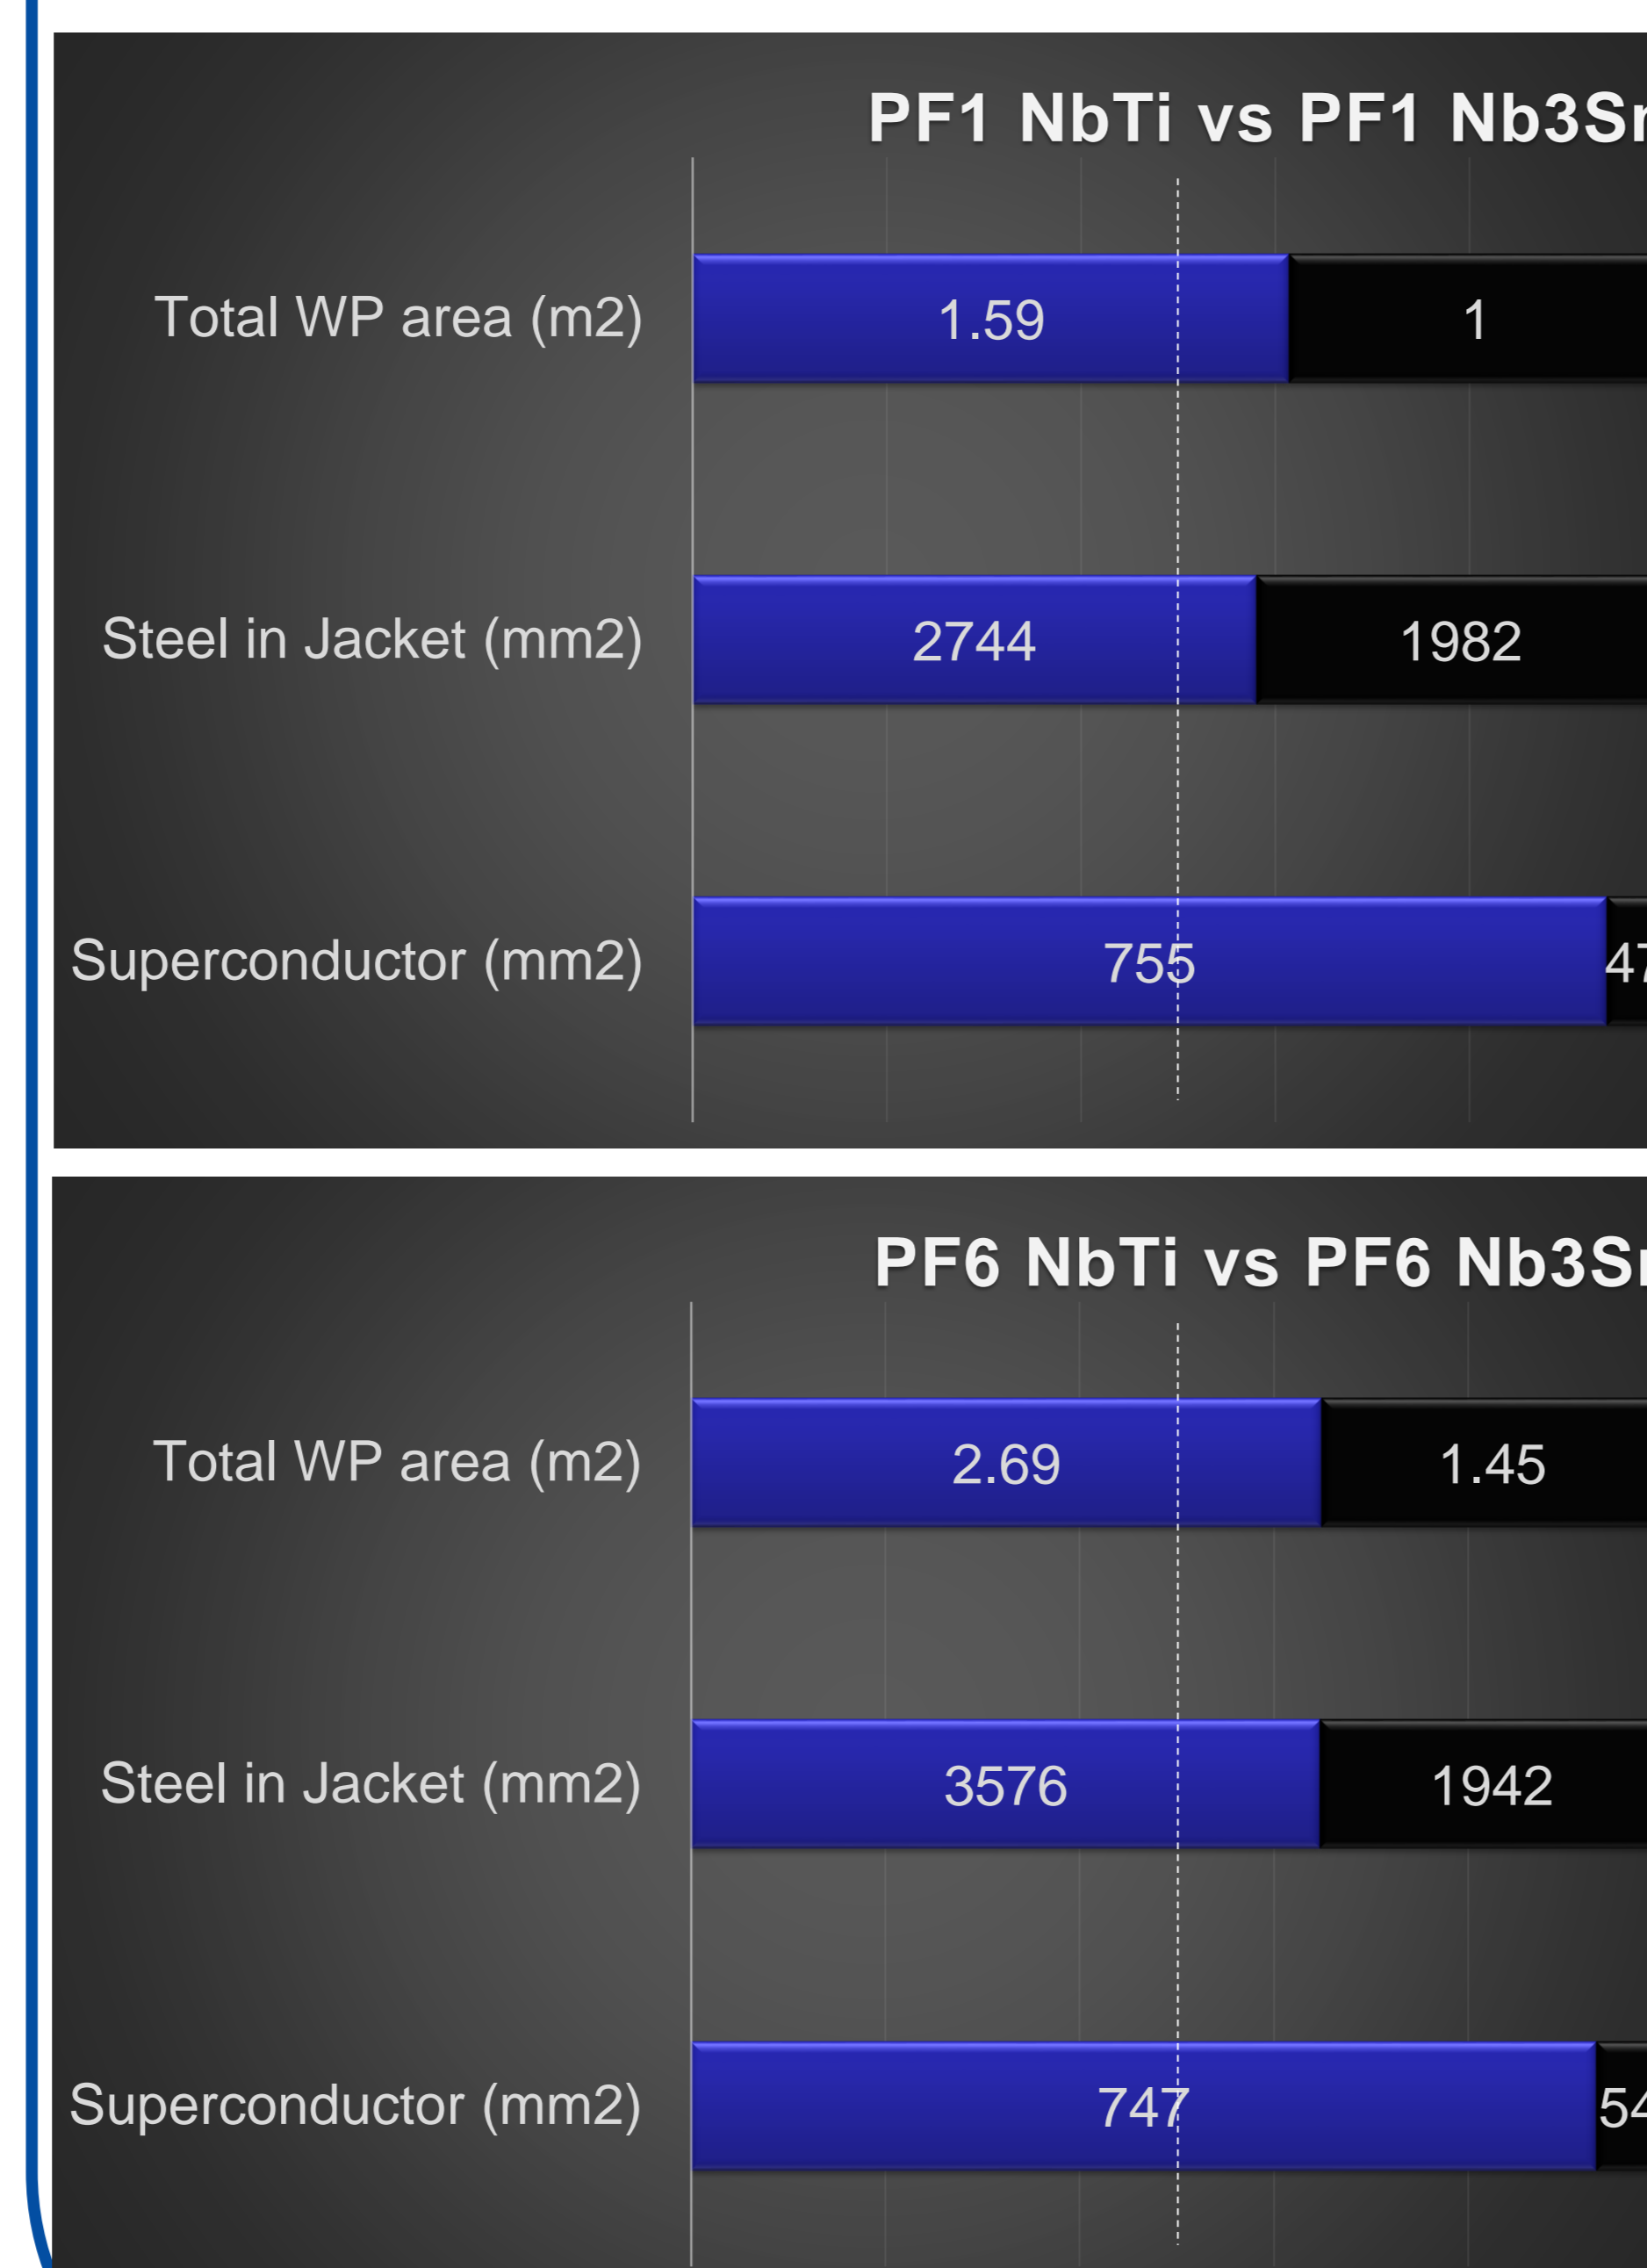 PF1 NbTi vs PF1
Total WP area (m2) 1.59 1
Steel in Jacket (mm2) 2744 1982
Superconductor (mm2) 755
PF6 NbTi vs PF6
Total WP area (m2) 2.69 1.45
Steel in Jacket (mm2) 3576 1942
Superconductor (mm2) 747